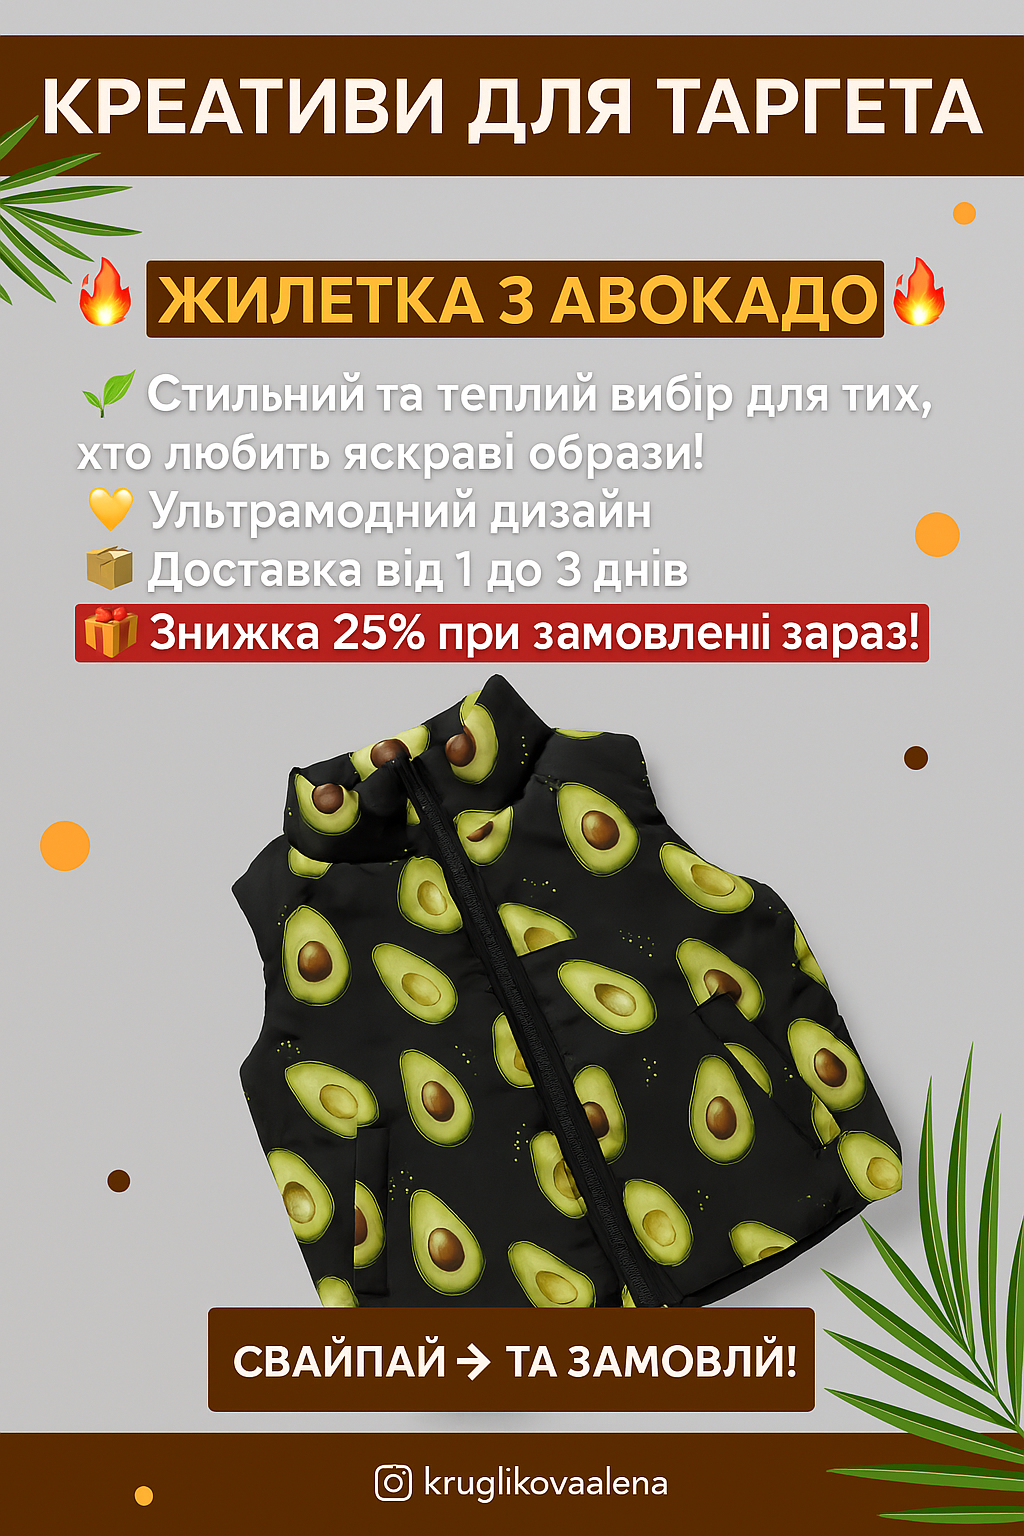 КРЕАТИВИ ДЛЯ ТАРГЕТА
🔥 ЖИЛЕТКА З АВОКАДО 🔥
🌱 Стильний та теплий вибір для тих,
хто любить яскраві образи!
💛 Ультрамодний дизайн
📦 Доставка від 1 до 3 днів
🎁 Знижка 25% при замовленıі зараз!
СВАЙПАЙ → ТА ЗАМОВЛЙ!
kruglikovaalena